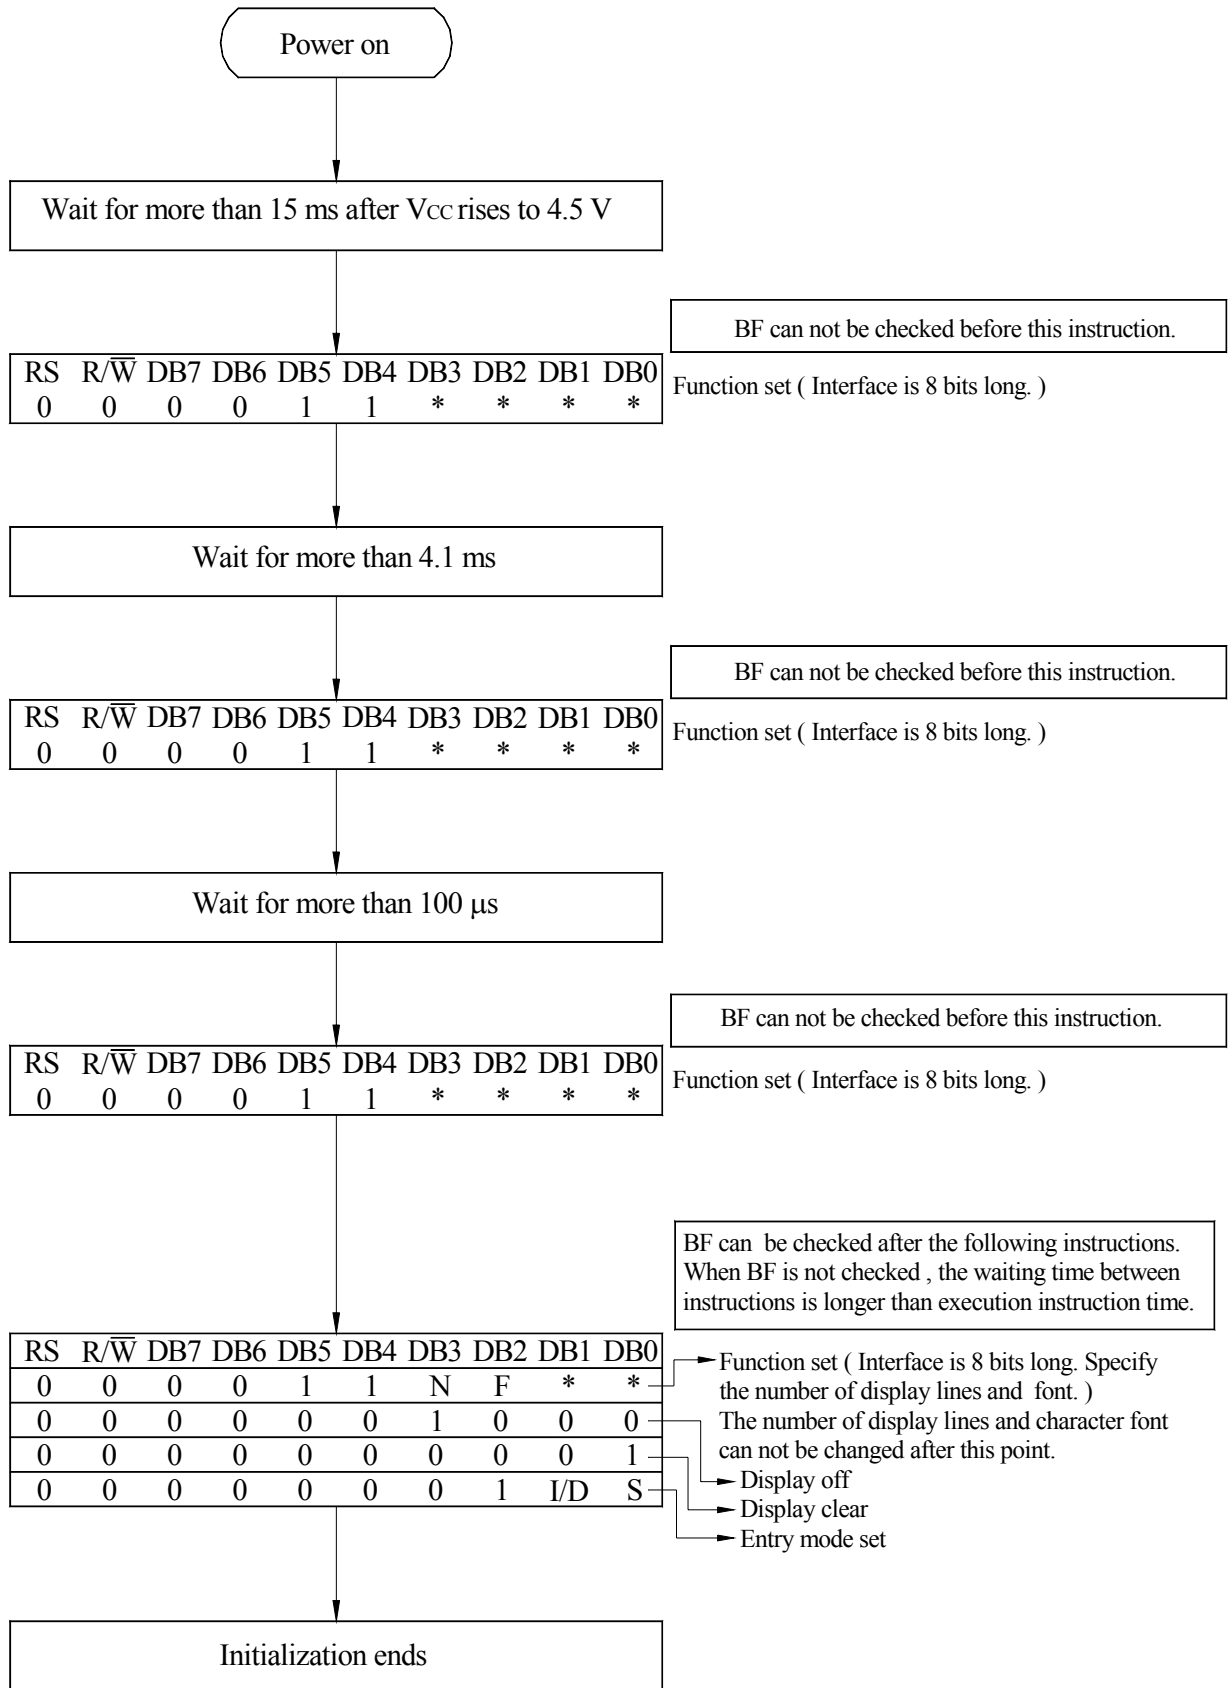 Power on
Wait for more than 15 ms after VCC rises to 4.5 V
BF can not be checked before this instruction.
RS R/W̅ DB7 DB6 DB5 DB4 DB3 DB2 DB1 DB0
0 0 0 0 1 1 * * * *
Function set ( Interface is 8 bits long. )
Wait for more than 4.1 ms
BF can not be checked before this instruction.
RS R/W̅ DB7 DB6 DB5 DB4 DB3 DB2 DB1 DB0
0 0 0 0 1 1 * * * *
Function set ( Interface is 8 bits long. )
Wait for more than 100 μs
BF can not be checked before this instruction.
RS R/W̅ DB7 DB6 DB5 DB4 DB3 DB2 DB1 DB0
0 0 0 0 1 1 * * * *
Function set ( Interface is 8 bits long. )
BF can be checked after the following instructions.
When BF is not checked , the waiting time between
instructions is longer than execution instruction time.
RS R/W̅ DB7 DB6 DB5 DB4 DB3 DB2 DB1 DB0
0 0 0 0 1 1 N F * *
0 0 0 0 0 0 1 0 0 0
0 0 0 0 0 0 0 0 0 1
0 0 0 0 0 0 0 1 I/D S
Function set ( Interface is 8 bits long. Specify
the number of display lines and font. )
The number of display lines and character font
can not be changed after this point.
Display off
Display clear
Entry mode set
Initialization ends